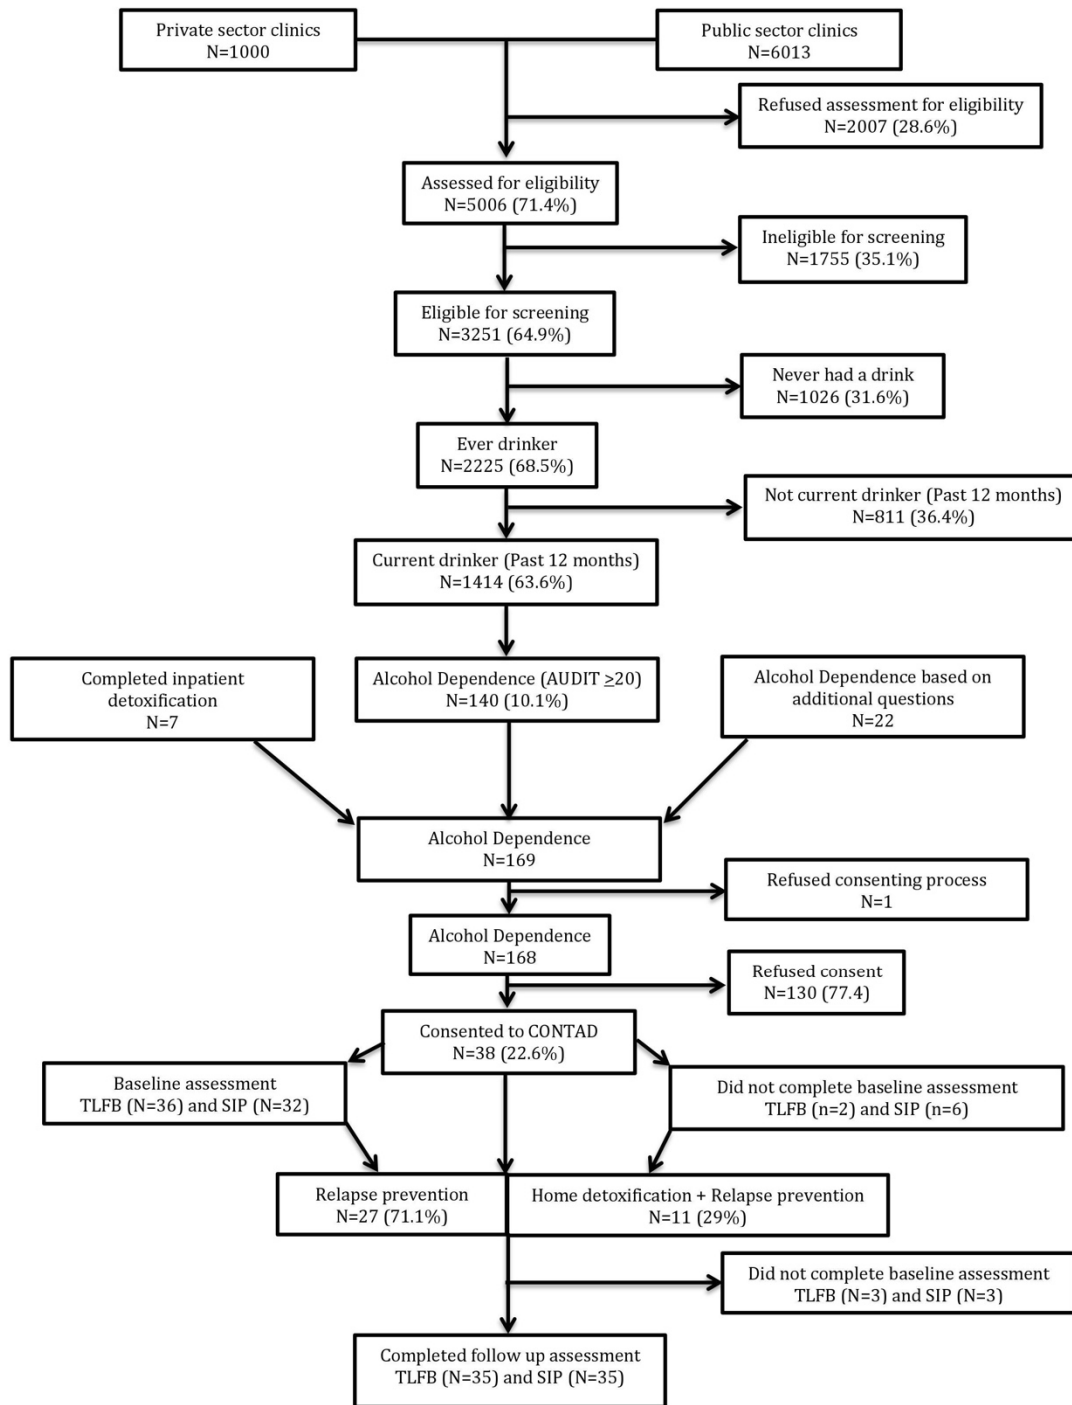 Private sector clinics
N=1000
Public sector clinics
N=6013
Refused assessment for eligibility
N=2007 (28.6%)
Assessed for eligibility
N=5006 (71.4%)
Ineligible for screening
N=1755 (35.1%)
Eligible for screening
N=3251 (64.9%)
Never had a drink
N=1026 (31.6%)
Ever drinker
N=2225 (68.5%)
Not current drinker (Past 12 months)
N=811 (36.4%)
Current drinker (Past 12 months)
N=1414 (63.6%)
Completed inpatient
detoxification
N=7
Alcohol Dependence (AUDIT ≥20)
N=140 (10.1%)
Alcohol Dependence based on
additional questions
N=22
Alcohol Dependence
N=169
Refused consenting process
N=1
Alcohol Dependence
N=168
Refused consent
N=130 (77.4)
Consented to CONTAD
N=38 (22.6%)
Baseline assessment
TLFB (N=36) and SIP (N=32)
Did not complete baseline assessment
TLFB (n=2) and SIP (n=6)
Relapse prevention
N=27 (71.1%)
Home detoxification + Relapse prevention
N=11 (29%)
Did not complete baseline assessment
TLFB (N=3) and SIP (N=3)
Completed follow up assessment
TLFB (N=35) and SIP (N=35)